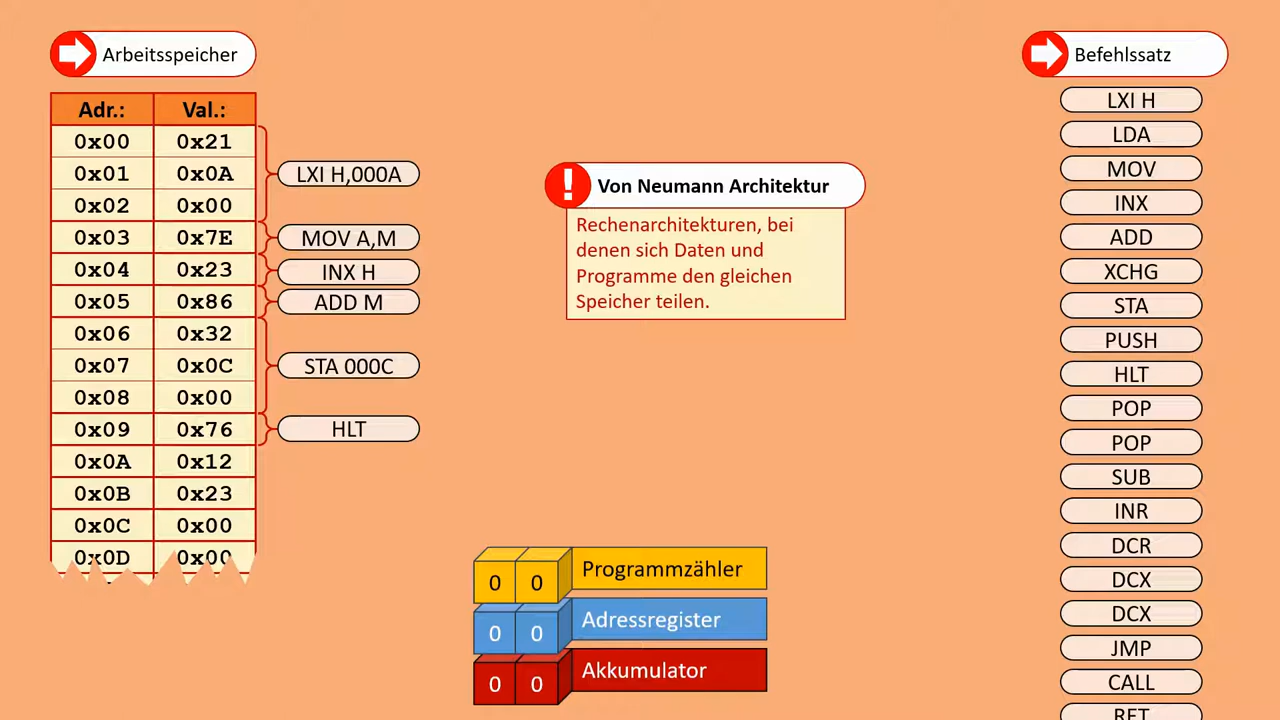 Arbeitsspeicher
Adr.: Val.:
0x00 0x21
0x01 0x0A
0x02 0x00
0x03 0x7E
0x04 0x23
0x05 0x86
0x06 0x32
0x07 0x0C
0x08 0x00
0x09 0x76
0x0A 0x12
0x0B 0x23
0x0C 0x00
0x0D 0x00
LXI H,000A
MOV A,M
INX H
ADD M
STA 000C
HLT
! Von Neumann Architektur
Rechenarchitekturen, bei
denen sich Daten und
Programme den gleichen
Speicher teilen.
0 0 Programmzähler
0 0 Adressregister
0 0 Akkumulator
Befehlssatz
LXI H
LDA
MOV
INX
ADD
XCHG
STA
PUSH
HLT
POP
POP
SUB
INR
DCR
DCX
DCX
JMP
CALL
RET